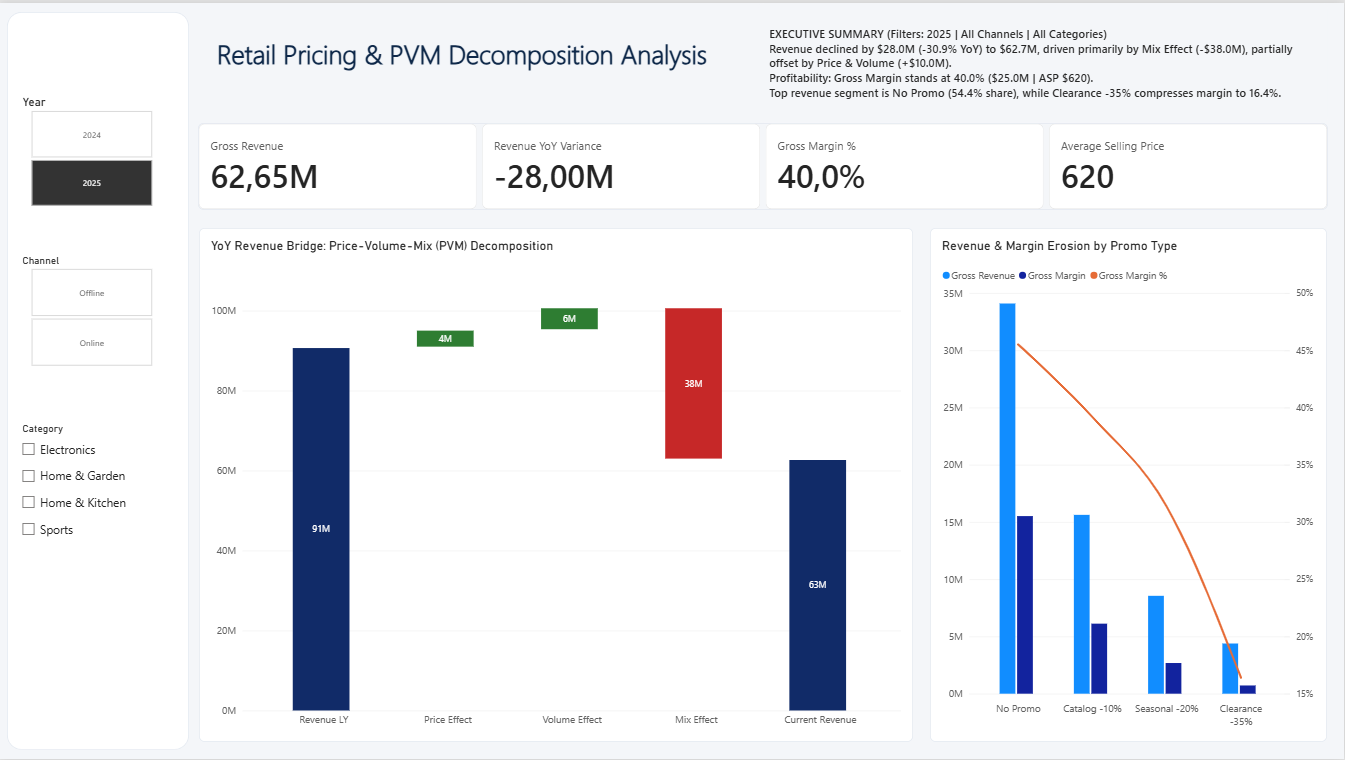 Retail Pricing & PVM Decomposition Analysis
EXECUTIVE SUMMARY (Filters: 2025 | All Channels | All Categories)
Revenue declined by $28.0M (-30.9% YoY) to $62.7M, driven primarily by Mix Effect (-$38.0M), partially
offset by Price & Volume (+$10.0M).
Profitability: Gross Margin stands at 40.0% ($25.0M | ASP $620).
Top revenue segment is No Promo (54.4% share), while Clearance -35% compresses margin to 16.4%.
Year
2024
2025
Channel
Offline
Online
Category
Electronics
Home & Garden
Home & Kitchen
Sports
Gross Revenue
62,65M
Revenue YoY Variance
-28,00M
Gross Margin %
40,0%
Average Selling Price
620
YoY Revenue Bridge: Price-Volume-Mix (PVM) Decomposition
100M
80M
60M
40M
20M
0M
91M
4M
6M
38M
63M
Revenue LY
Price Effect
Volume Effect
Mix Effect
Current Revenue
Revenue & Margin Erosion by Promo Type
Gross Revenue
Gross Margin
Gross Margin %
35M
30M
25M
20M
15M
10M
5M
0M
50%
45%
40%
35%
30%
25%
20%
15%
No Promo
Catalog -10%
Seasonal -20%
Clearance
-35%